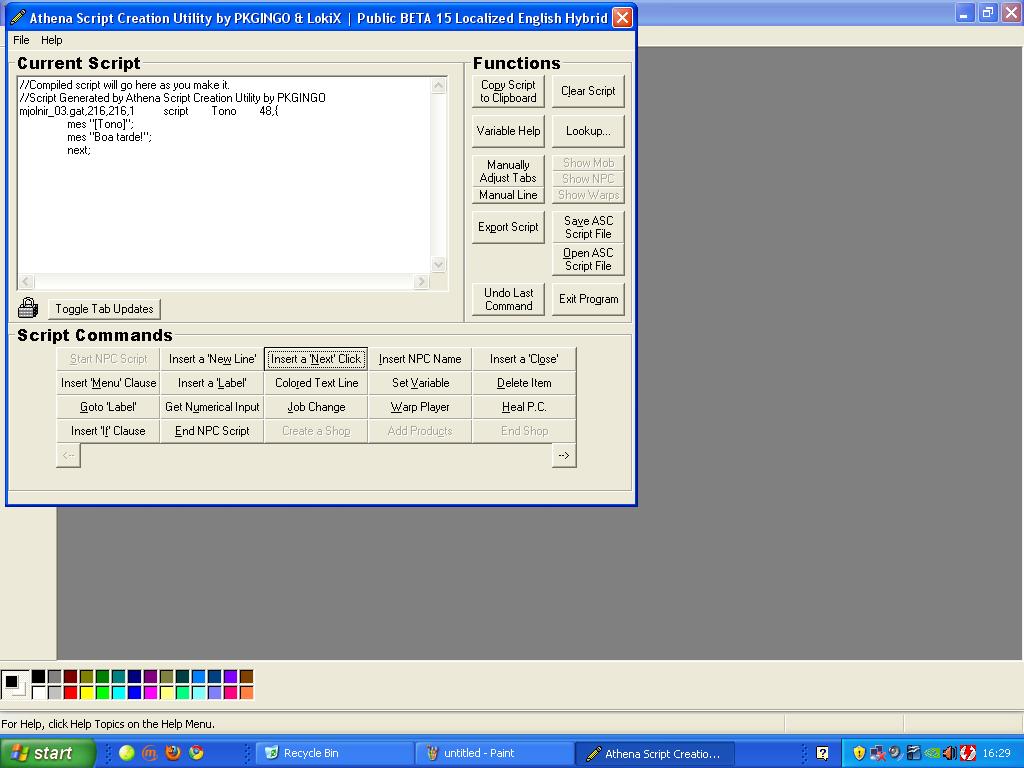 Athena Script Creation Utility by PKGINGO & LokiX | Public BETA 15 Localized English Hybrid
File Help
Current Script
//Compiled script will go here as you make it.
//Script Generated by Athena Script Creation Utility by PKGINGO
mjolnir_03.gat,216,216,1 script Tono 48,{
mes "[Tono]";
mes "Boa tarde!";
next;
Toggle Tab Updates
Functions
Copy Script to Clipboard
Clear Script
Variable Help
Lookup...
Manually Adjust Tabs
Manual Line
Show Mob
Show NPC
Show Warps
Export Script
Save ASC Script File
Open ASC Script File
Undo Last Command
Exit Program
Script Commands
Start NPC Script Insert a 'New Line' Insert a 'Next' Click Insert NPC Name Insert a 'Close'
Insert 'Menu' Clause Insert a 'Label' Colored Text Line Set Variable Delete Item
Goto 'Label' Get Numerical Input Job Change Warp Player Heal P.C.
Insert 'If' Clause End NPC Script Create a Shop Add Products End Shop
<-- -->
For Help, click Help Topics on the Help Menu.
start Recycle Bin untitled - Paint Athena Script Creatio... 16:29